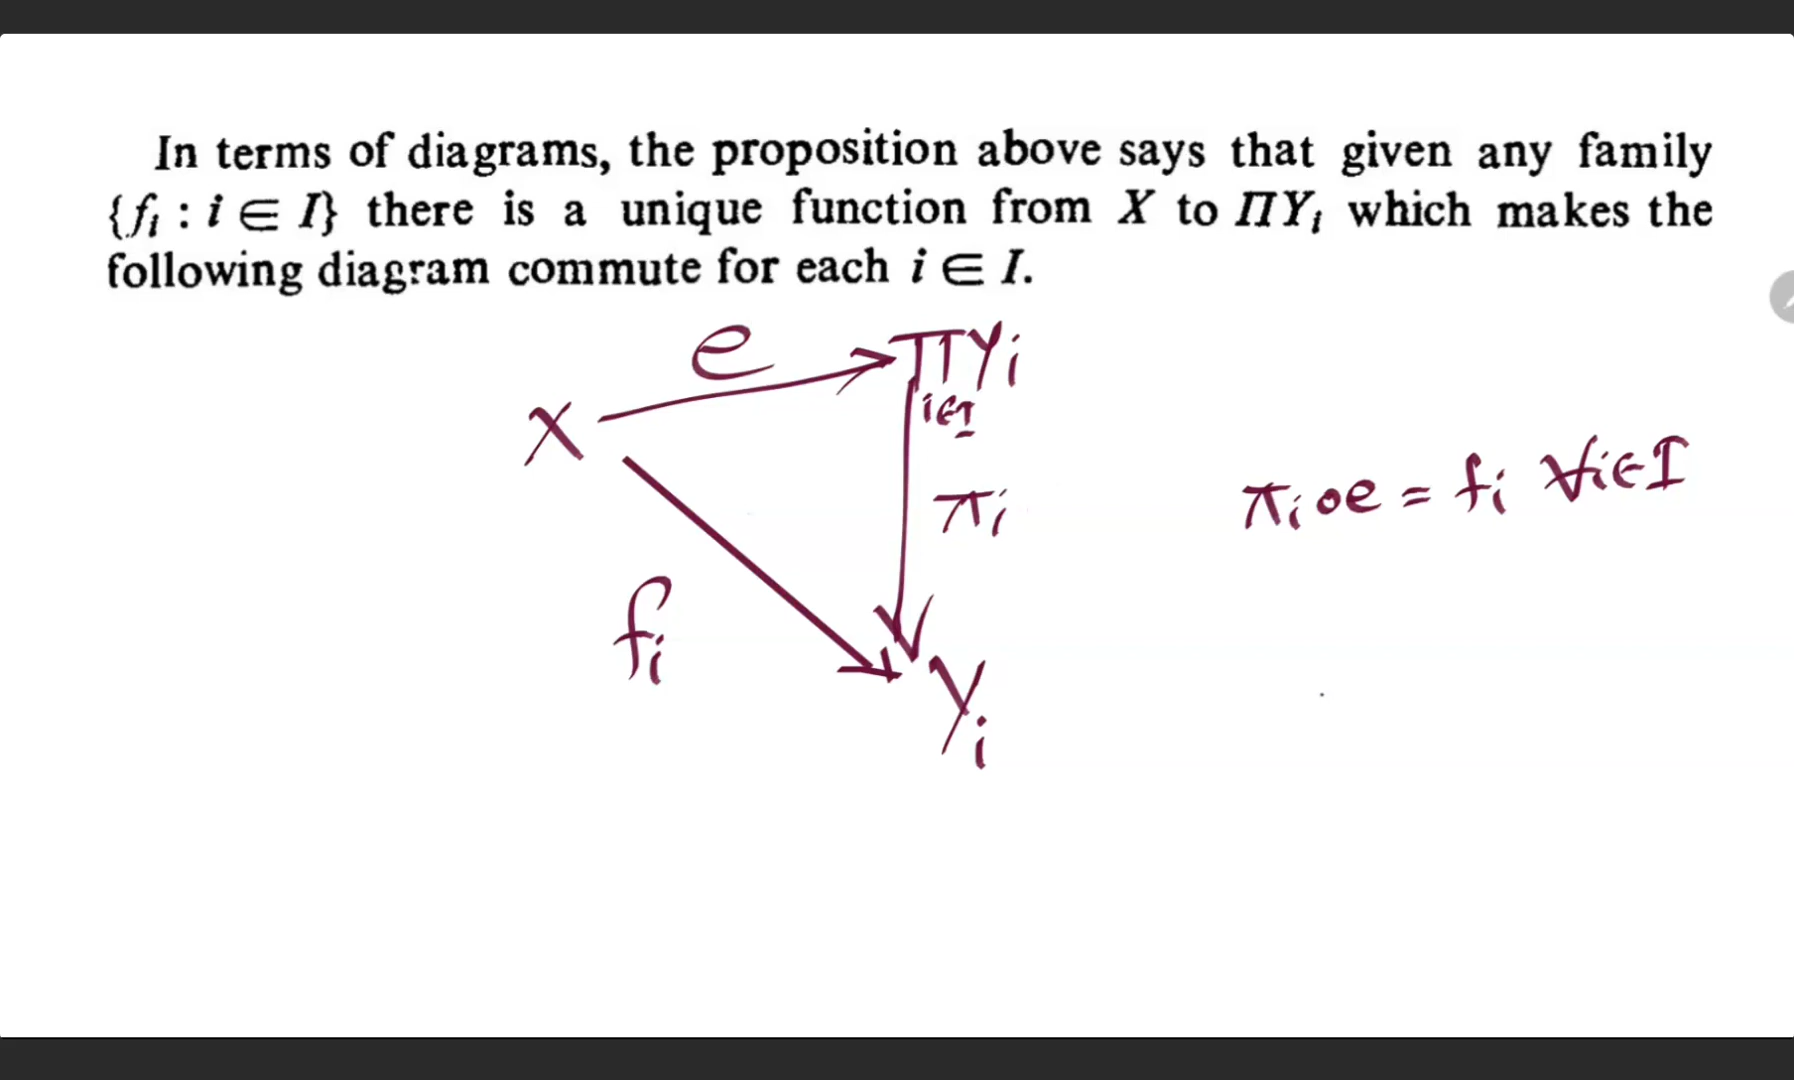 In terms of diagrams, the proposition above says that given any family
{fᵢ : i ∈ I} there is a unique function from X to ΠYᵢ which makes the
following diagram commute for each i ∈ I.
e
ΠYᵢ
i∈I
X
πᵢ
πᵢ∘e = fᵢ ∀i∈I
fᵢ
Yᵢ